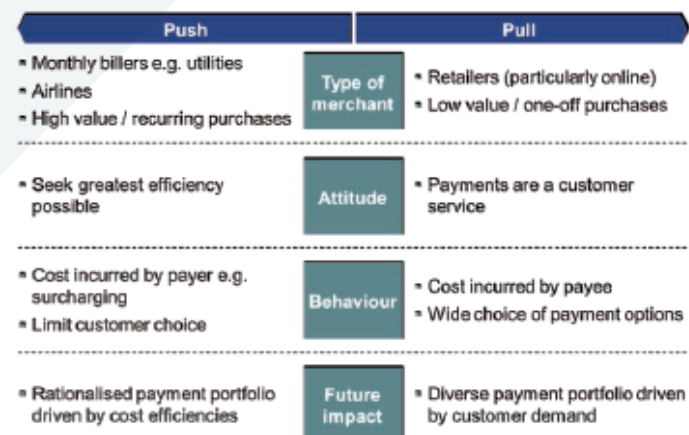 Push
Pull
▪ Monthly billers e.g. utilities
▪ Airlines
▪ High value / recurring purchases
Type of
merchant
▪ Retailers (particularly online)
▪ Low value / one-off purchases
▪ Seek greatest efficiency
possible
Attitude
▪ Payments are a customer
service
▪ Cost incurred by payer e.g.
surcharging
▪ Limit customer choice
Behaviour
▪ Cost incurred by payee
▪ Wide choice of payment options
▪ Rationalised payment portfolio
driven by cost efficiencies
Future
impact
▪ Diverse payment portfolio driven
by customer demand